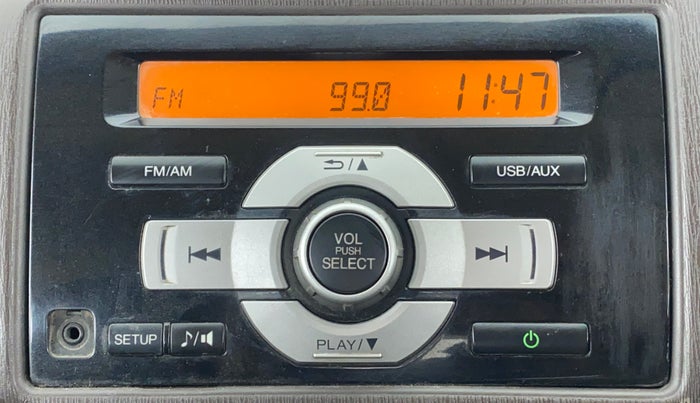 FM 99.0 11:47
FM/AM
USB/AUX
VOL
PUSH
SELECT
SETUP
PLAY/